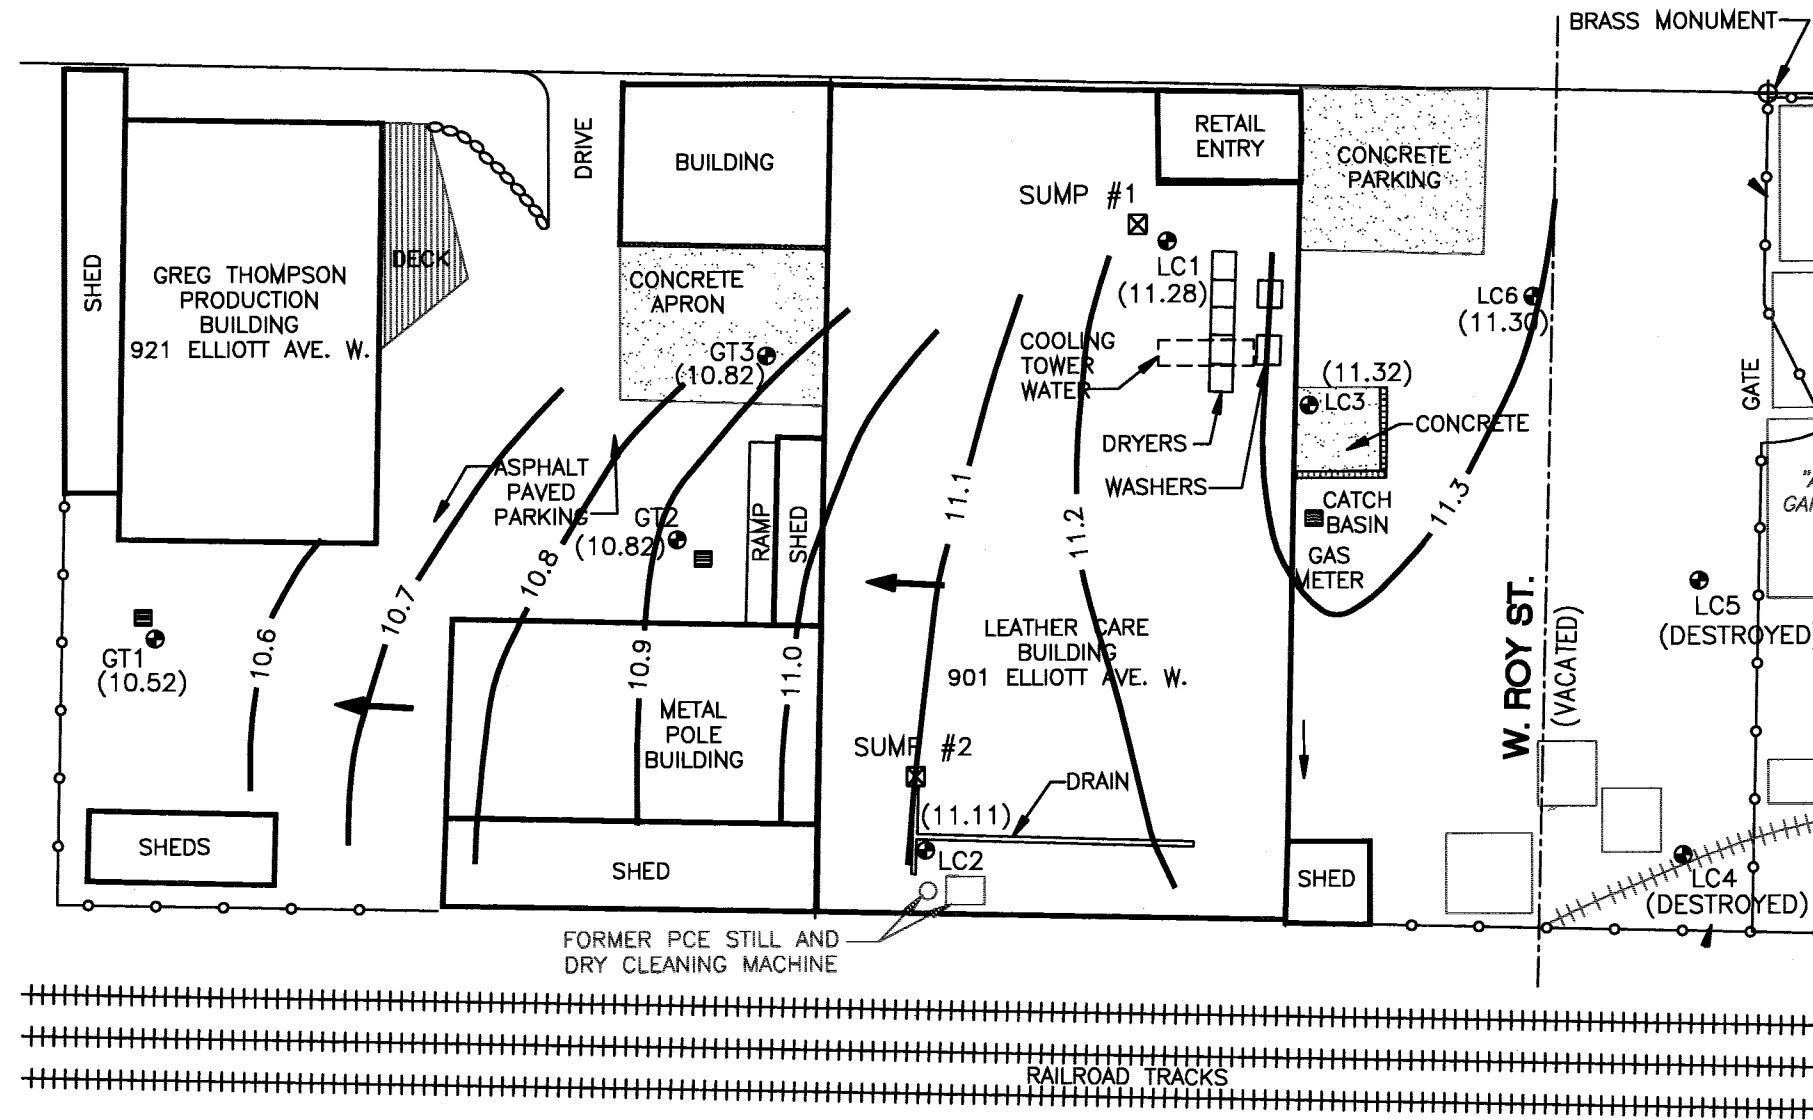 BRASS MONUMENT
RETAIL
ENTRY
CONCRETE
PARKING
BUILDING
DRIVE
SUMP #1
SHED
GREG THOMPSON
PRODUCTION
BUILDING
921 ELLIOTT AVE. W.
DECK
CONCRETE
APRON
LC1
(11.28)
LC6
(11.30)
GT3
(10.82)
COOLING
TOWER
WATER
(11.32)
LC3
GATE
CONCRETE
DRYERS
WASHERS
ASPHALT
PAVED
PARKING
GT2
(10.82)
RAMP
SHED
11.1
11.2
11.3
CATCH
BASIN
GAS
METER
10.8
10.7
10.6
10.9
11.0
GT1
(10.52)
LEATHER CARE
BUILDING
901 ELLIOTT AVE. W.
W. ROY ST.
(VACATED)
LC5
(DESTROYED)
METAL
POLE
BUILDING
SUMP #2
DRAIN
(11.11)
LC2
SHEDS
SHED
SHED
LC4
(DESTROYED)
FORMER PCE STILL AND
DRY CLEANING MACHINE
RAILROAD TRACKS